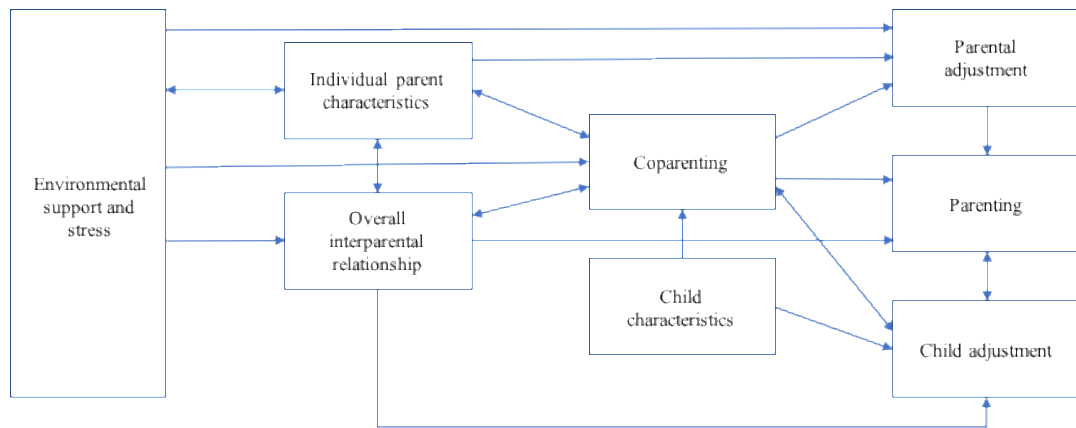 Environmental
support and
stress
Individual parent
characteristics
Overall
interparental
relationship
Coparenting
Child
characteristics
Parental
adjustment
Parenting
Child adjustment